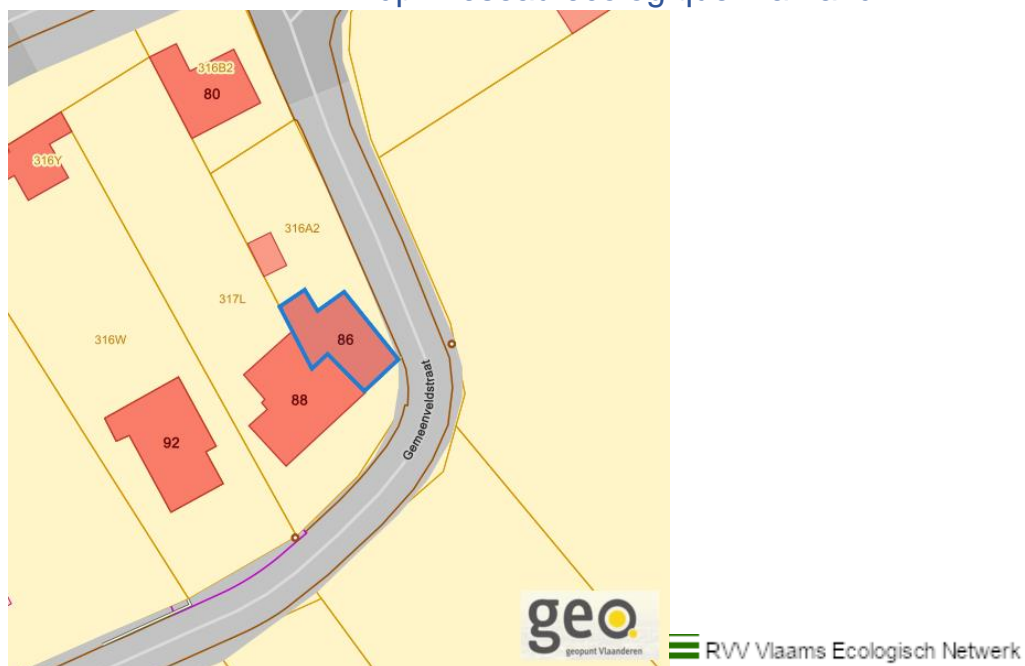 316B2
80
316Y
316A2
317L
316W
86
88
92
Gemeenveldstraat
geo
geopunt Vlaanderen
RVV Vlaams Ecologisch Netwerk